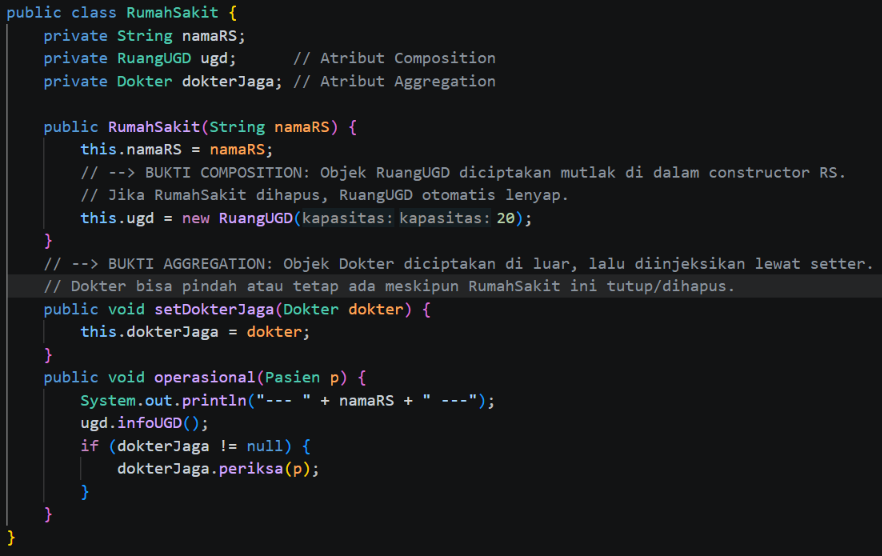 public class RumahSakit {
    private String namaRS;
    private RuangUGD ugd;      // Atribut Composition
    private Dokter dokterJaga; // Atribut Aggregation

    public RumahSakit(String namaRS) {
        this.namaRS = namaRS;
        // --> BUKTI COMPOSITION: Objek RuangUGD diciptakan mutlak di dalam constructor RS.
        // Jika RumahSakit dihapus, RuangUGD otomatis lenyap.
        this.ugd = new RuangUGD(kapasitas: kapasitas: 20);
    }
    // --> BUKTI AGGREGATION: Objek Dokter diciptakan di luar, lalu diinjeksikan lewat setter.
    // Dokter bisa pindah atau tetap ada meskipun RumahSakit ini tutup/dihapus.
    public void setDokterJaga(Dokter dokter) {
        this.dokterJaga = dokter;
    }
    public void operasional(Pasien p) {
        System.out.println("--- " + namaRS + " ---");
        ugd.infoUGD();
        if (dokterJaga != null) {
            dokterJaga.periksa(p);
        }
    }
}